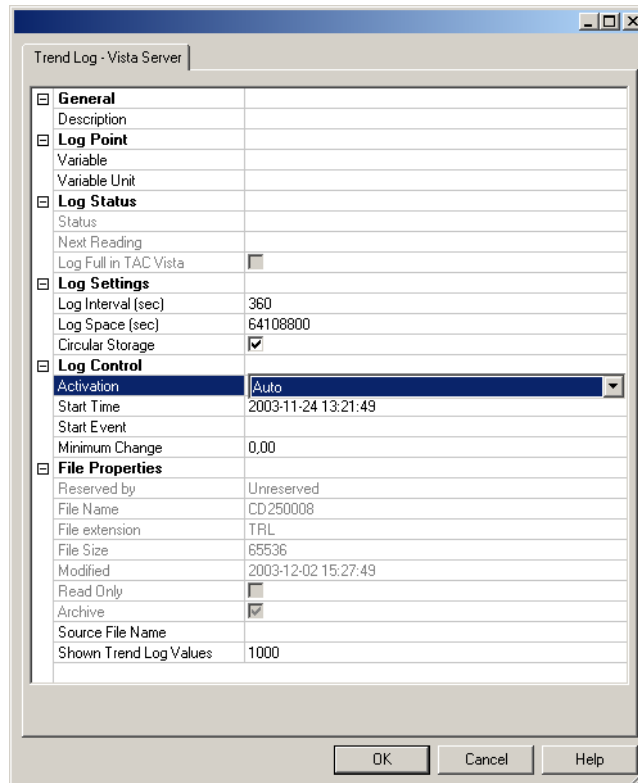 Trend Log - Vista Server
General
Description
Log Point
Variable
Variable Unit
Log Status
Status
Next Reading
Log Full in TAC Vista
Log Settings
Log Interval (sec) 360
Log Space (sec) 64108800
Circular Storage
Log Control
Activation Auto
Start Time 2003-11-24 13:21:49
Start Event
Minimum Change 0,00
File Properties
Reserved by Unreserved
File Name CD250008
File extension TRL
File Size 65536
Modified 2003-12-02 15:27:49
Read Only
Archive
Source File Name
Shown Trend Log Values 1000
OK Cancel Help